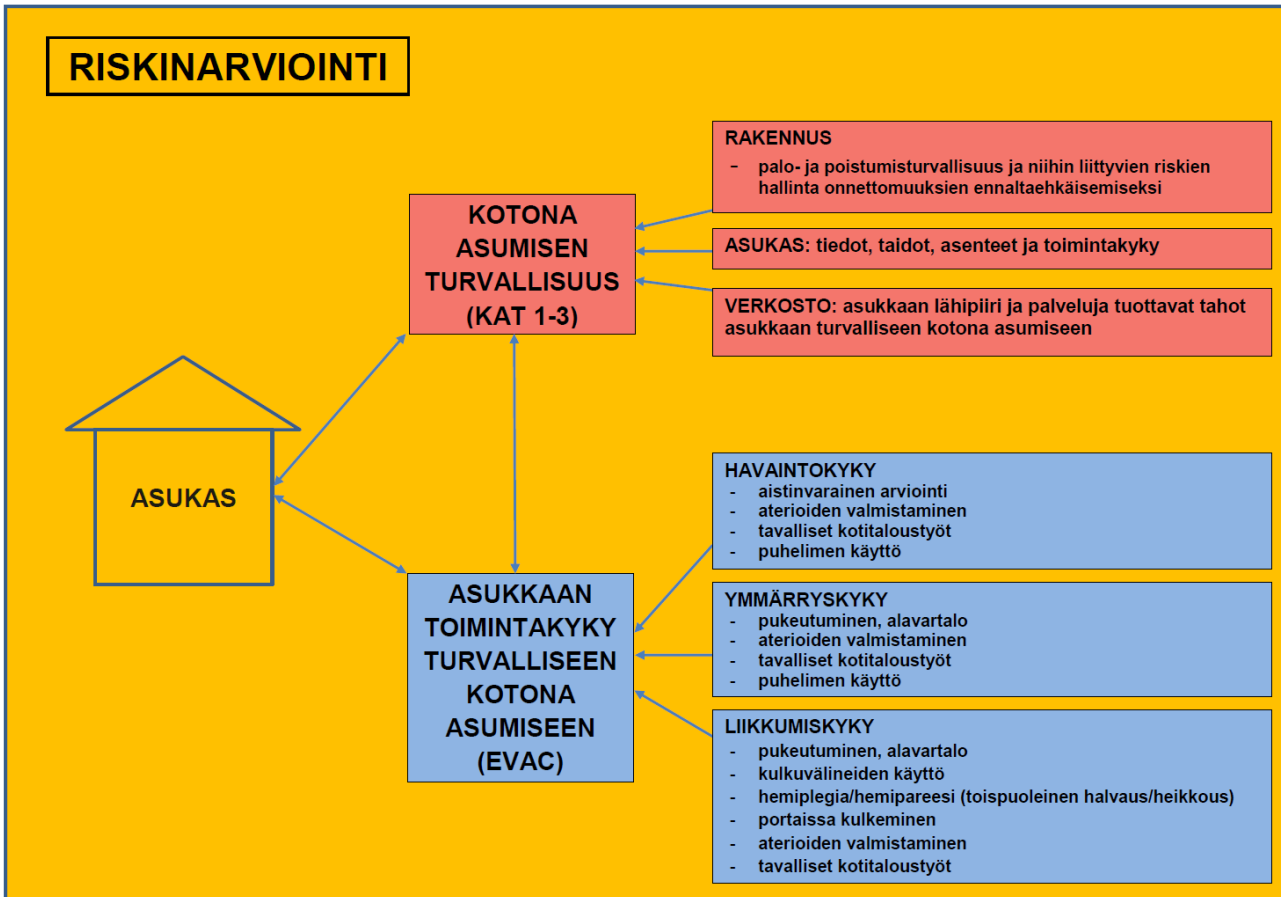 RISKINARVIOINTI
RAKENNUS
- palo- ja poistumisturvallisuus ja niihin liittyvien riskien
hallinta onnettomuuksien ennaltaehkäisemiseksi
KOTONA
ASUMISEN
TURVALLISUUS
(KAT 1-3)
ASUKAS: tiedot, taidot, asenteet ja toimintakyky
VERKOSTO: asukkaan lähipiiri ja palveluja tuottavat tahot
asukkaan turvalliseen kotona asumiseen
ASUKAS
HAVAINTOKYKY
- aistinvarainen arviointi
- aterioiden valmistaminen
- tavalliset kotitaloustyöt
- puhelimen käyttö
ASUKKAAN
TOIMINTAKYKY
TURVALLISEEN
KOTONA
ASUMISEEN
(EVAC)
YMMÄRRYSKYKY
- pukeutuminen, alavartalo
- aterioiden valmistaminen
- tavalliset kotitaloustyöt
- puhelimen käyttö
LIIKKUMISKYKY
- pukeutuminen, alavartalo
- kulkuvälineiden käyttö
- hemiplegia/hemipareesi (toispuoleinen halvaus/heikkous)
- portaissa kulkeminen
- aterioiden valmistaminen
- tavalliset kotitaloustyöt